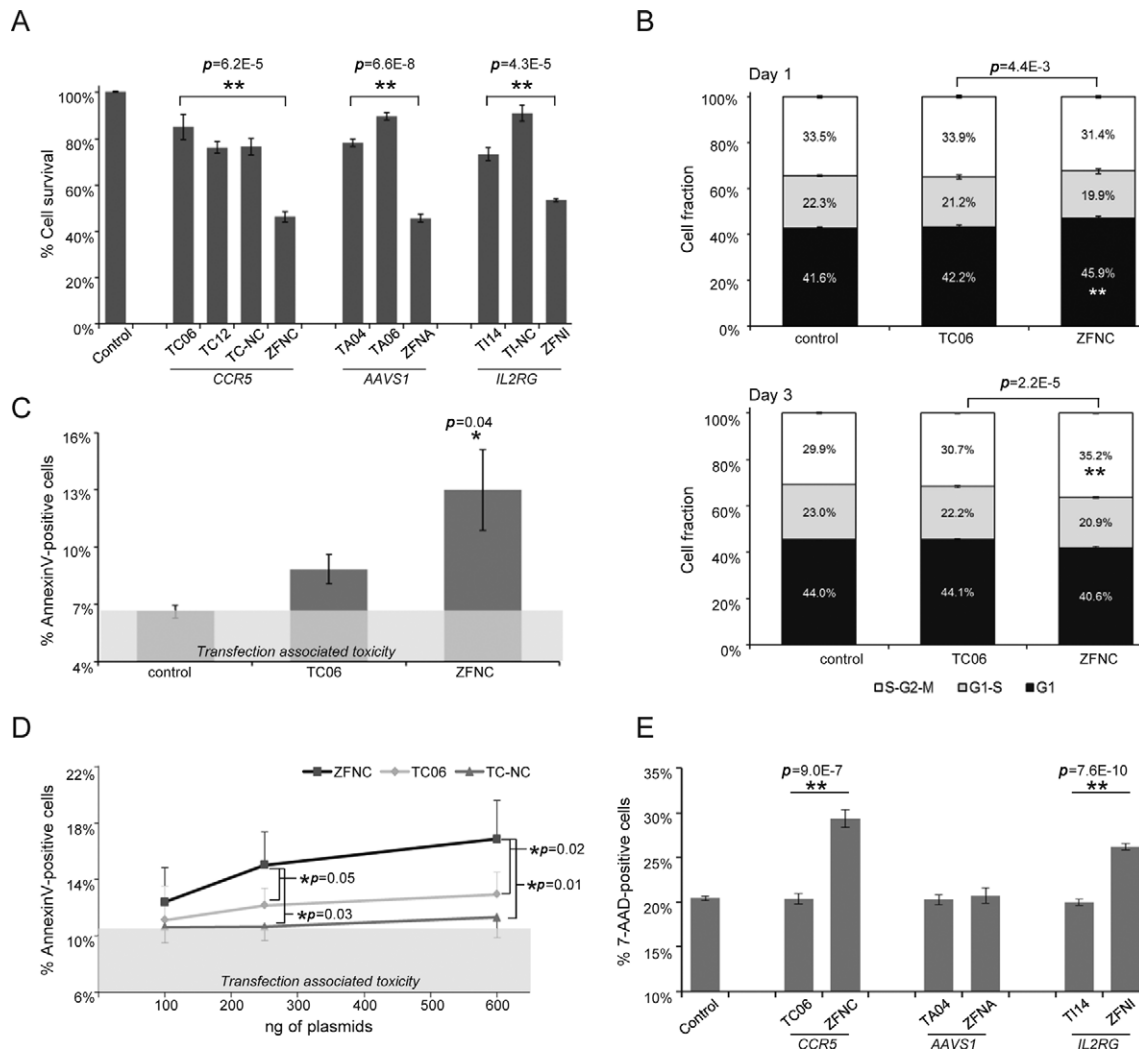 A
p=6.2E-5
p=6.6E-8
p=4.3E-5
**
**
**
100%
80%
60%
40%
20%
0%
% Cell survival
Control
TC06
TC12
TC-NC
ZFNC
TA04
TA06
ZFNA
TI14
TI-NC
ZFNI
CCR5
AAVS1
IL2RG
B
Day 1
p=4.4E-3
100%
80%
60%
40%
20%
0%
Cell fraction
33.5%
33.9%
31.4%
22.3%
21.2%
19.9%
41.6%
42.2%
45.9%
**
control
TC06
ZFNC
Day 3
p=2.2E-5
100%
80%
60%
40%
20%
0%
Cell fraction
29.9%
30.7%
35.2%
**
23.0%
22.2%
20.9%
44.0%
44.1%
40.6%
control
TC06
ZFNC
S-G2-M
G1-S
G1
C
p=0.04
*
16%
13%
10%
7%
4%
% AnnexinV-positive cells
Transfection associated toxicity
control
TC06
ZFNC
D
22%
18%
14%
10%
6%
% AnnexinV-positive cells
ZFNC
TC06
TC-NC
*p=0.02
*p=0.05
*p=0.01
*p=0.03
Transfection associated toxicity
100
200
300
400
500
600
ng of plasmids
E
p=9.0E-7
p=7.6E-10
**
**
35%
30%
25%
20%
15%
10%
% 7-AAD-positive cells
Control
TC06
ZFNC
TA04
ZFNA
TI14
ZFNI
CCR5
AAVS1
IL2RG